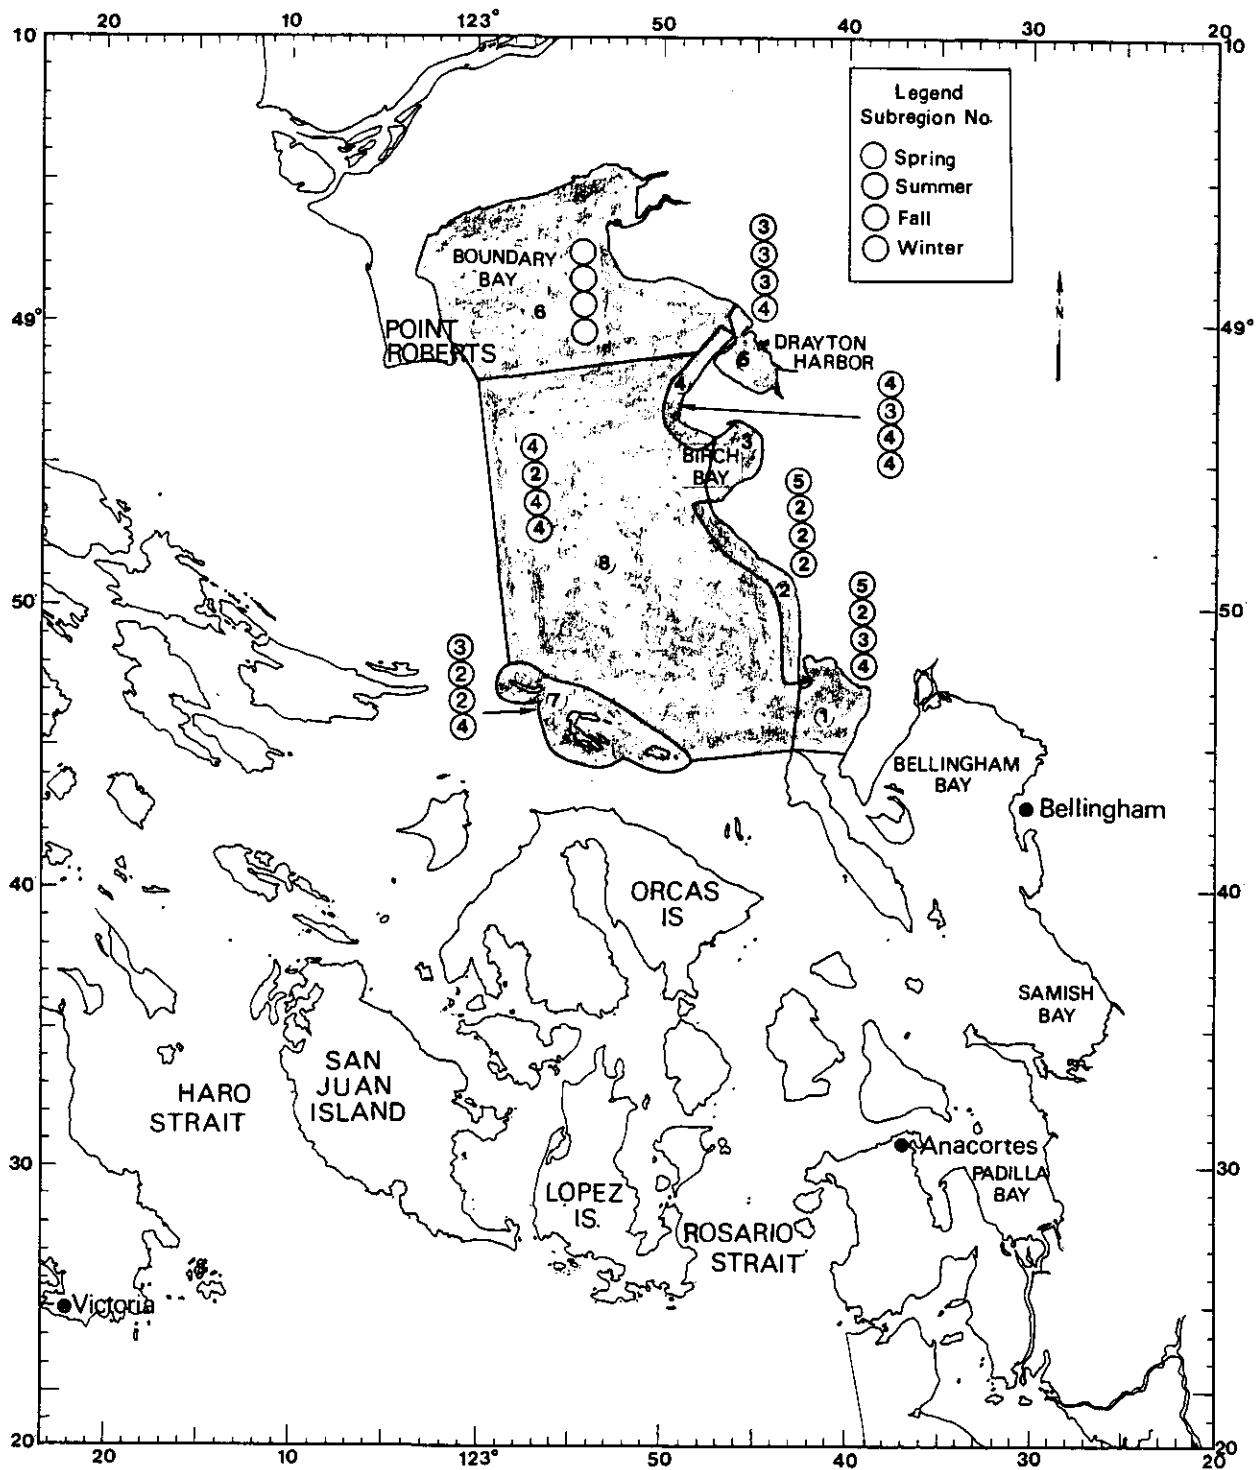 20 10 123° 50 40 30 20
10 10
Legend
Subregion No.
Spring
Summer
Fall
Winter
N
BOUNDARY
BAY
6
3
3
3
4
49° 49°
POINT
ROBERTS
DRAYTON
HARBOR
5
4
4
3
4
4
3
BIRCH
BAY
4
2
4
4
5
2
2
2
8
2
50 50
5
2
3
4
3
2
2
4
7
1
BELLINGHAM
BAY
Bellingham
40 40
ORCAS
IS
SAMISH
BAY
SAN
JUAN
ISLAND
HARO
STRAIT
30 30
Anacortes
PADILLA
BAY
LOPEZ
IS.
ROSARIO
STRAIT
Victoria
20 20
20 10 123° 50 40 30 20